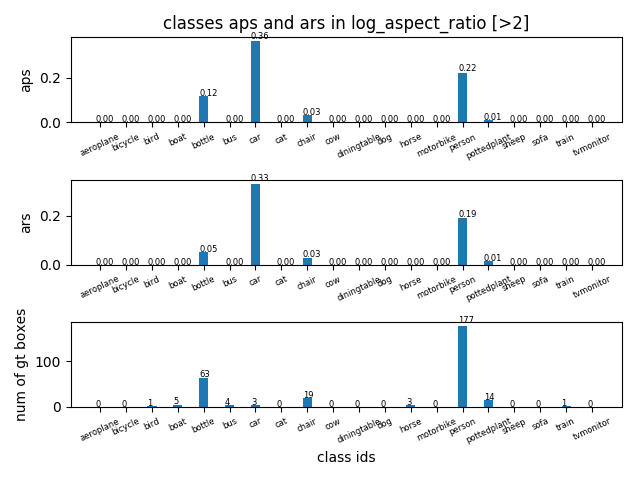 classes aps and ars in log_aspect_ratio [>2]
aps
0.2
0.0
0.00 0.00 0.00 0.00 0.12 0.00 0.36 0.00 0.03 0.00 0.00 0.00 0.00 0.00 0.22 0.01 0.00 0.00 0.00 0.00
aeroplane bicycle bird boat bottle bus car cat chair cow diningtable dog horse motorbike person pottedplant sheep sofa train tvmonitor
ars
0.2
0.0
0.00 0.00 0.00 0.00 0.05 0.00 0.33 0.00 0.03 0.00 0.00 0.00 0.00 0.00 0.19 0.01 0.00 0.00 0.00 0.00
aeroplane bicycle bird boat bottle bus car cat chair cow diningtable dog horse motorbike person pottedplant sheep sofa train tvmonitor
num of gt boxes
100
0
0 0 1 5 63 4 3 0 19 0 0 0 3 0 177 14 0 0 1 0
aeroplane bicycle bird boat bottle bus car cat chair cow diningtable dog horse motorbike person pottedplant sheep sofa train tvmonitor
class ids